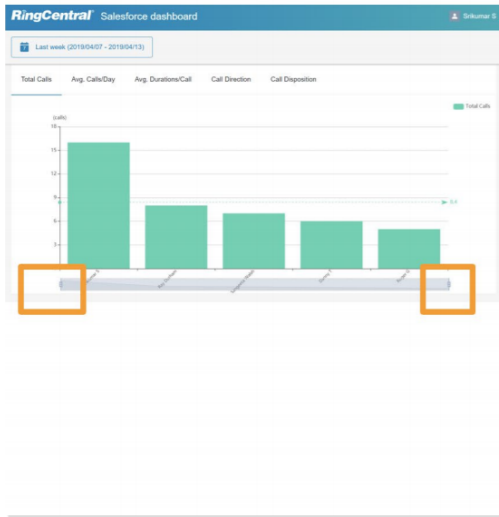 RingCentral® Salesforce dashboard
Srikumar S
7 Last week (2019/04/07 - 2019/04/13)
Total Calls Avg. Calls/Day Avg. Durations/Call Call Direction Call Disposition
Total Calls
(calls)
18
15
12
9
8.4
6
3